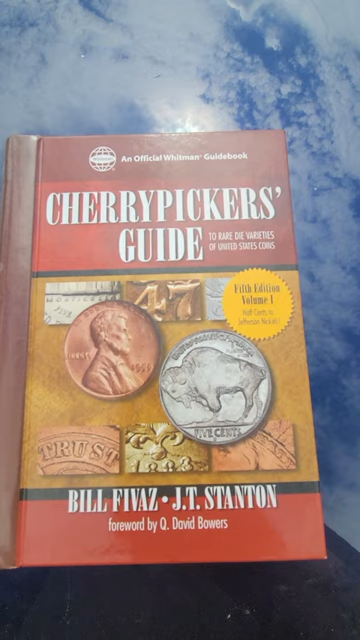 An Official Whitman® Guidebook
CHERRYPICKERS'
GUIDE
TO RARE DIE VARIETIES
OF UNITED STATES COINS
Fifth Edition
Volume I
Half Cents to
Jefferson Nickels
FIVE
47
FIVE CENTS
TRUST
BILL FIVAZ • J.T. STANTON
foreword by Q. David Bowers